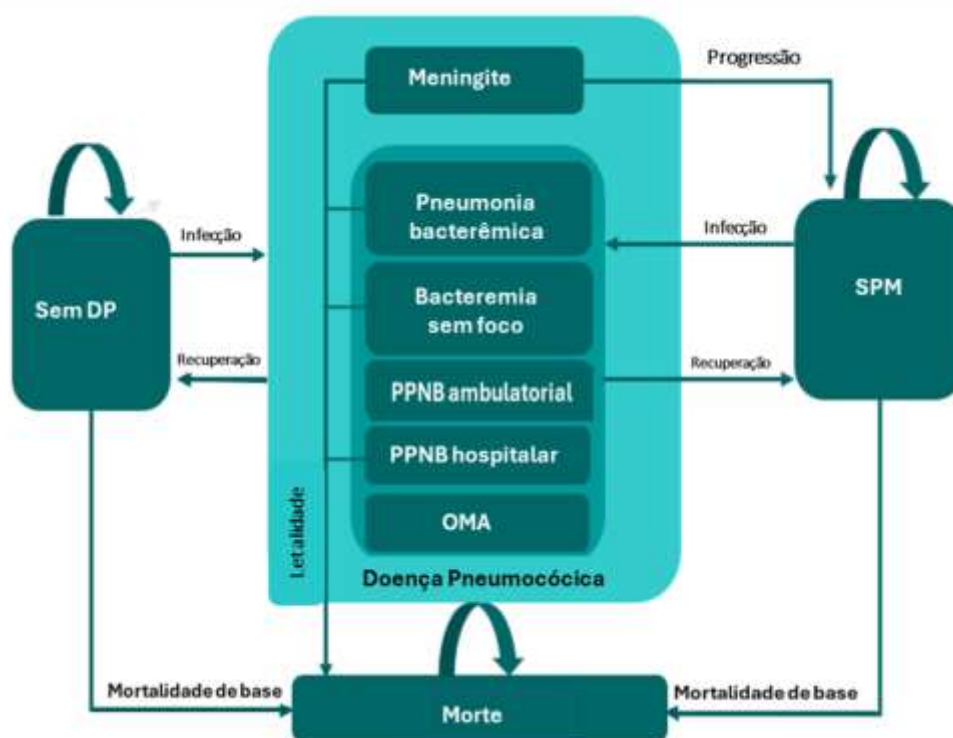 Meningite
Progressão
Pneumonia
bacterêmica
Infecção
Infecção
Sem DP
Bacteremia
sem foco
SPM
Recuperação
PPNB ambulatorial
Recuperação
PPNB hospitalar
Letalidade
OMA
Doença Pneumocócica
Mortalidade de base
Morte
Mortalidade de base